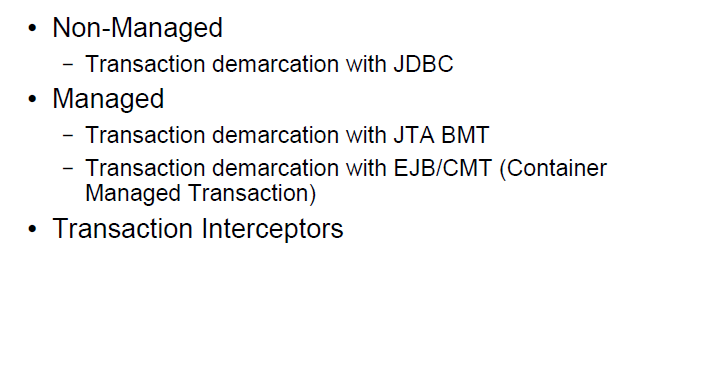 • Non-Managed
– Transaction demarcation with JDBC
• Managed
– Transaction demarcation with JTA BMT
– Transaction demarcation with EJB/CMT (Container
Managed Transaction)
• Transaction Interceptors